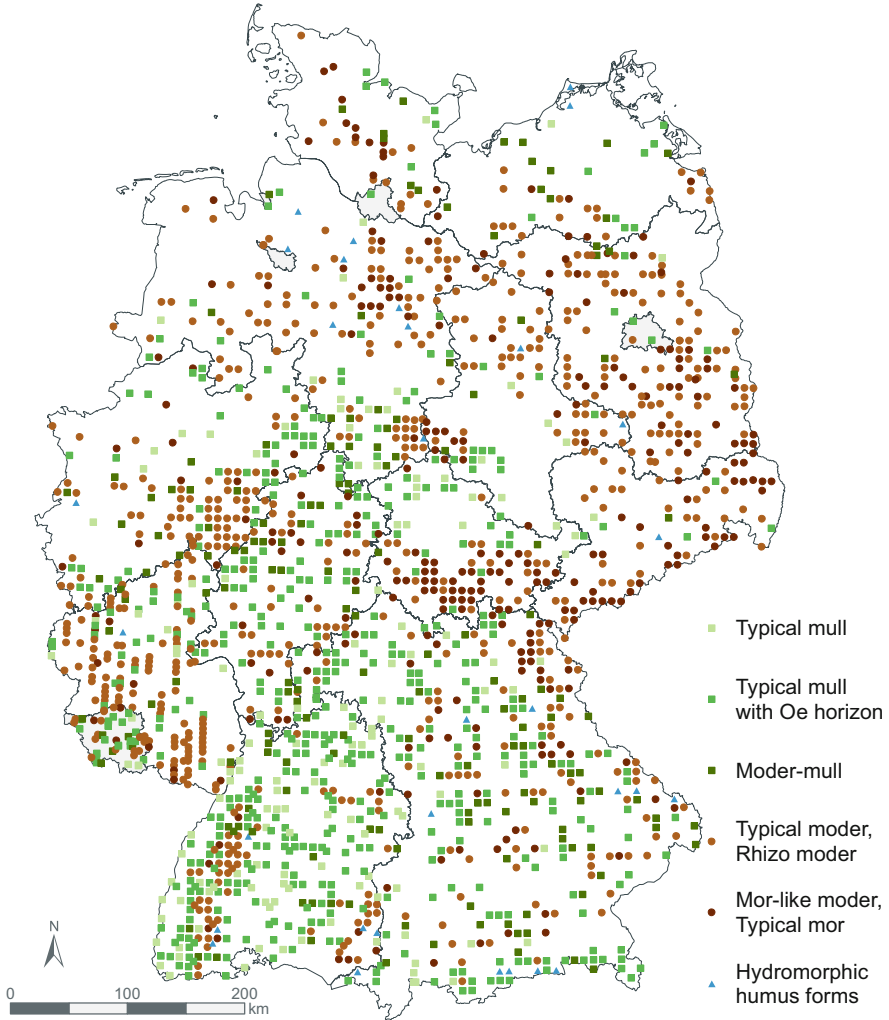 Typical mull
Typical mull
with Oe horizon
Moder-mull
Typical moder,
Rhizo moder
Mor-like moder,
Typical mor
Hydromorphic
humus forms
N
0 100 200
km